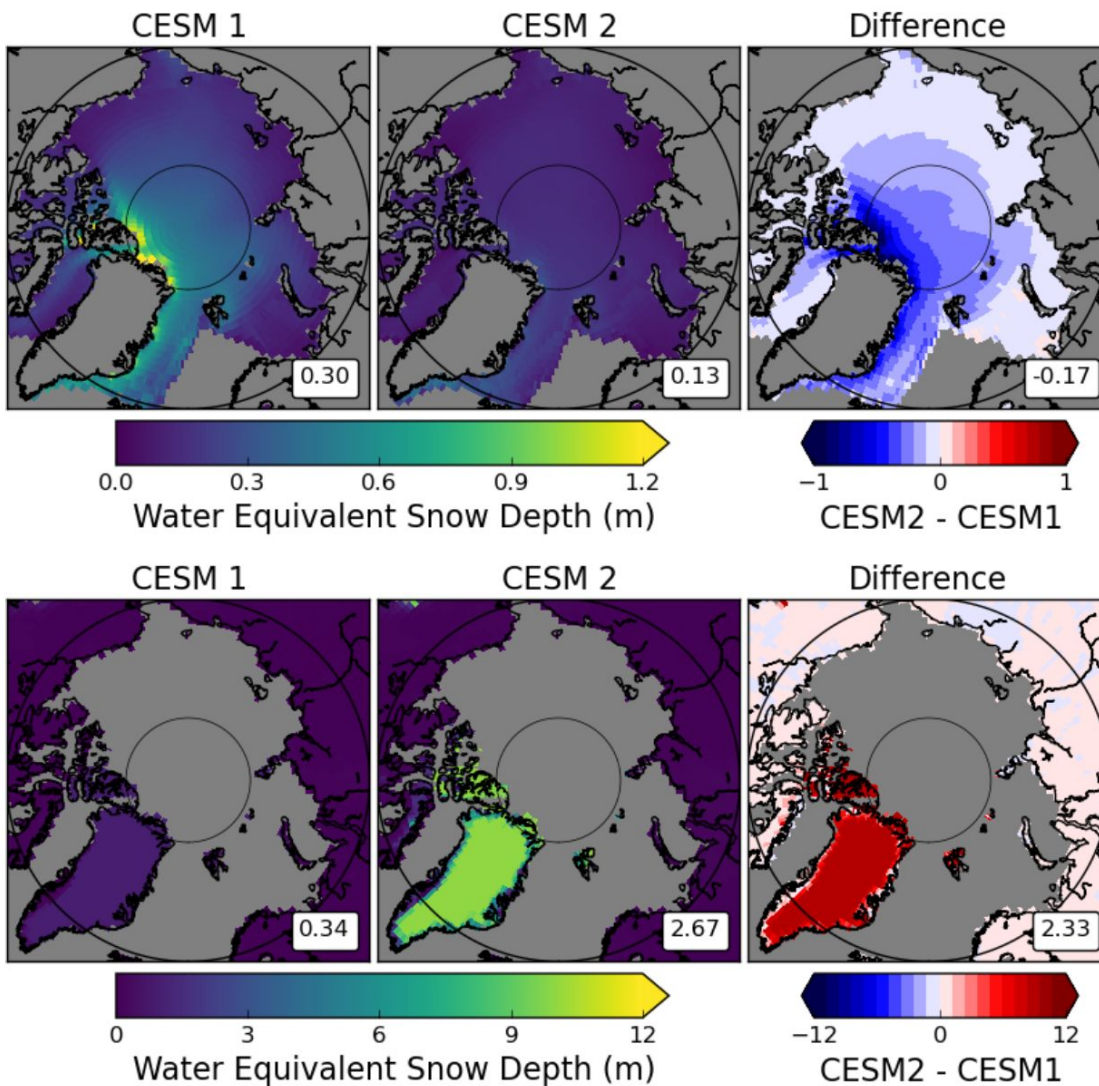 CESM 1 CESM 2 Difference
0.30 0.13 -0.17
0.0 0.3 0.6 0.9 1.2 −1 0 1
Water Equivalent Snow Depth (m) CESM2 - CESM1
CESM 1 CESM 2 Difference
0.34 2.67 2.33
0 3 6 9 12 −12 0 12
Water Equivalent Snow Depth (m) CESM2 - CESM1